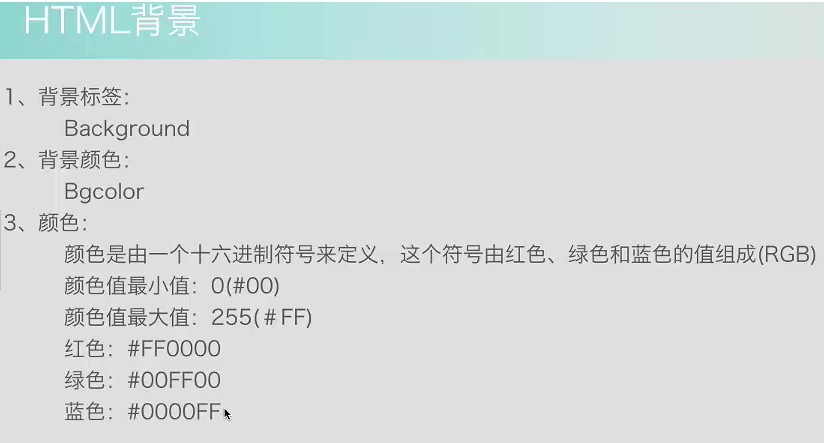 HTML背景
1、背景标签：
Background
2、背景颜色：
Bgcolor
3、颜色：
颜色是由一个十六进制符号来定义，这个符号由红色、绿色和蓝色的值组成(RGB)
颜色值最小值：0(#00)
颜色值最大值：255(＃FF)
红色：#FF0000
绿色：#00FF00
蓝色：#0000FF